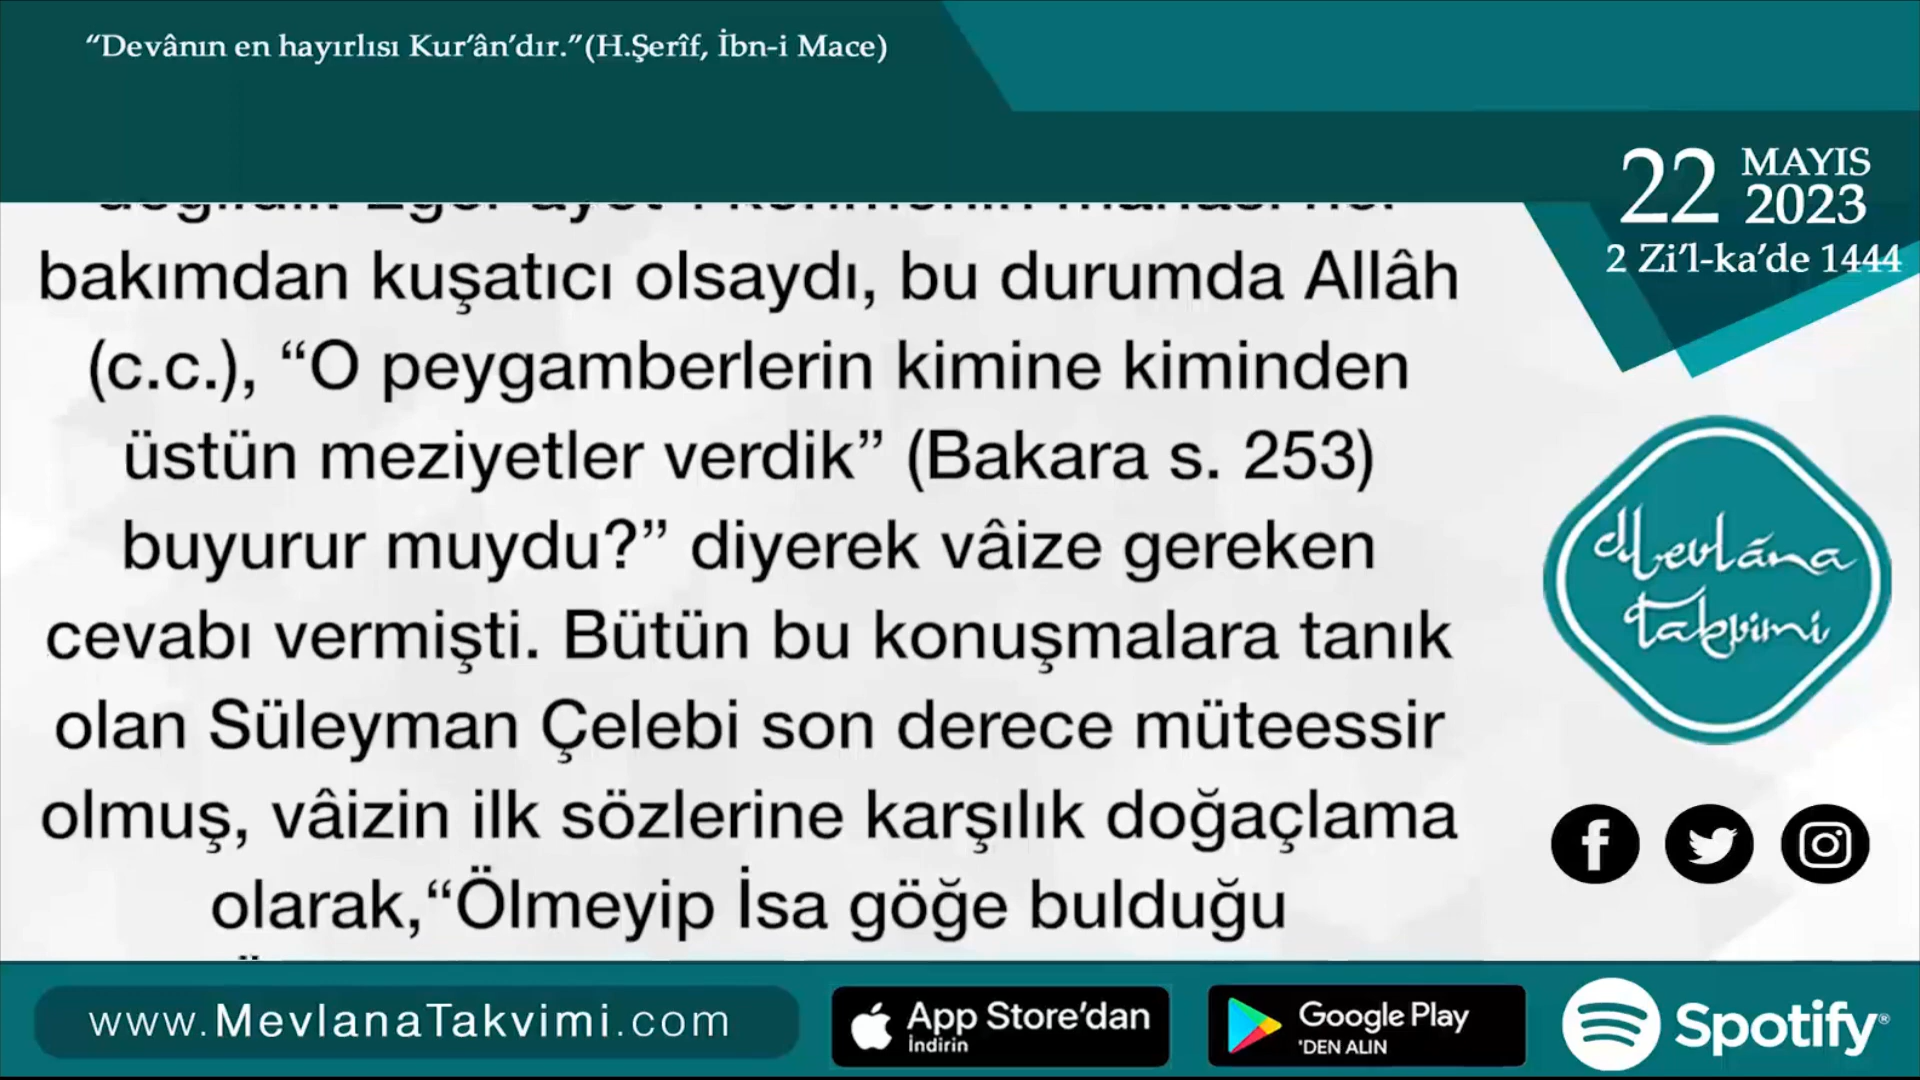 “Devânın en hayırlısı Kur’ân’dır.”(H.Şerîf, İbn-i Mace)
22 MAYIS
2023
2 Zi’l-ka’de 1444
bakımdan kuşatıcı olsaydı, bu durumda Allâh
(c.c.), “O peygamberlerin kimine kiminden
üstün meziyetler verdik” (Bakara s. 253)
buyurur muydu?” diyerek vâize gereken
cevabı vermişti. Bütün bu konuşmalara tanık
olan Süleyman Çelebi son derece müteessir
olmuş, vâizin ilk sözlerine karşılık doğaçlama
olarak,“Ölmeyip İsa göğe bulduğu
Mevlâna
Takvimi
www.MevlanaTakvimi.com
App Store’dan
İndirin
Google Play
'DEN ALIN
Spotify®